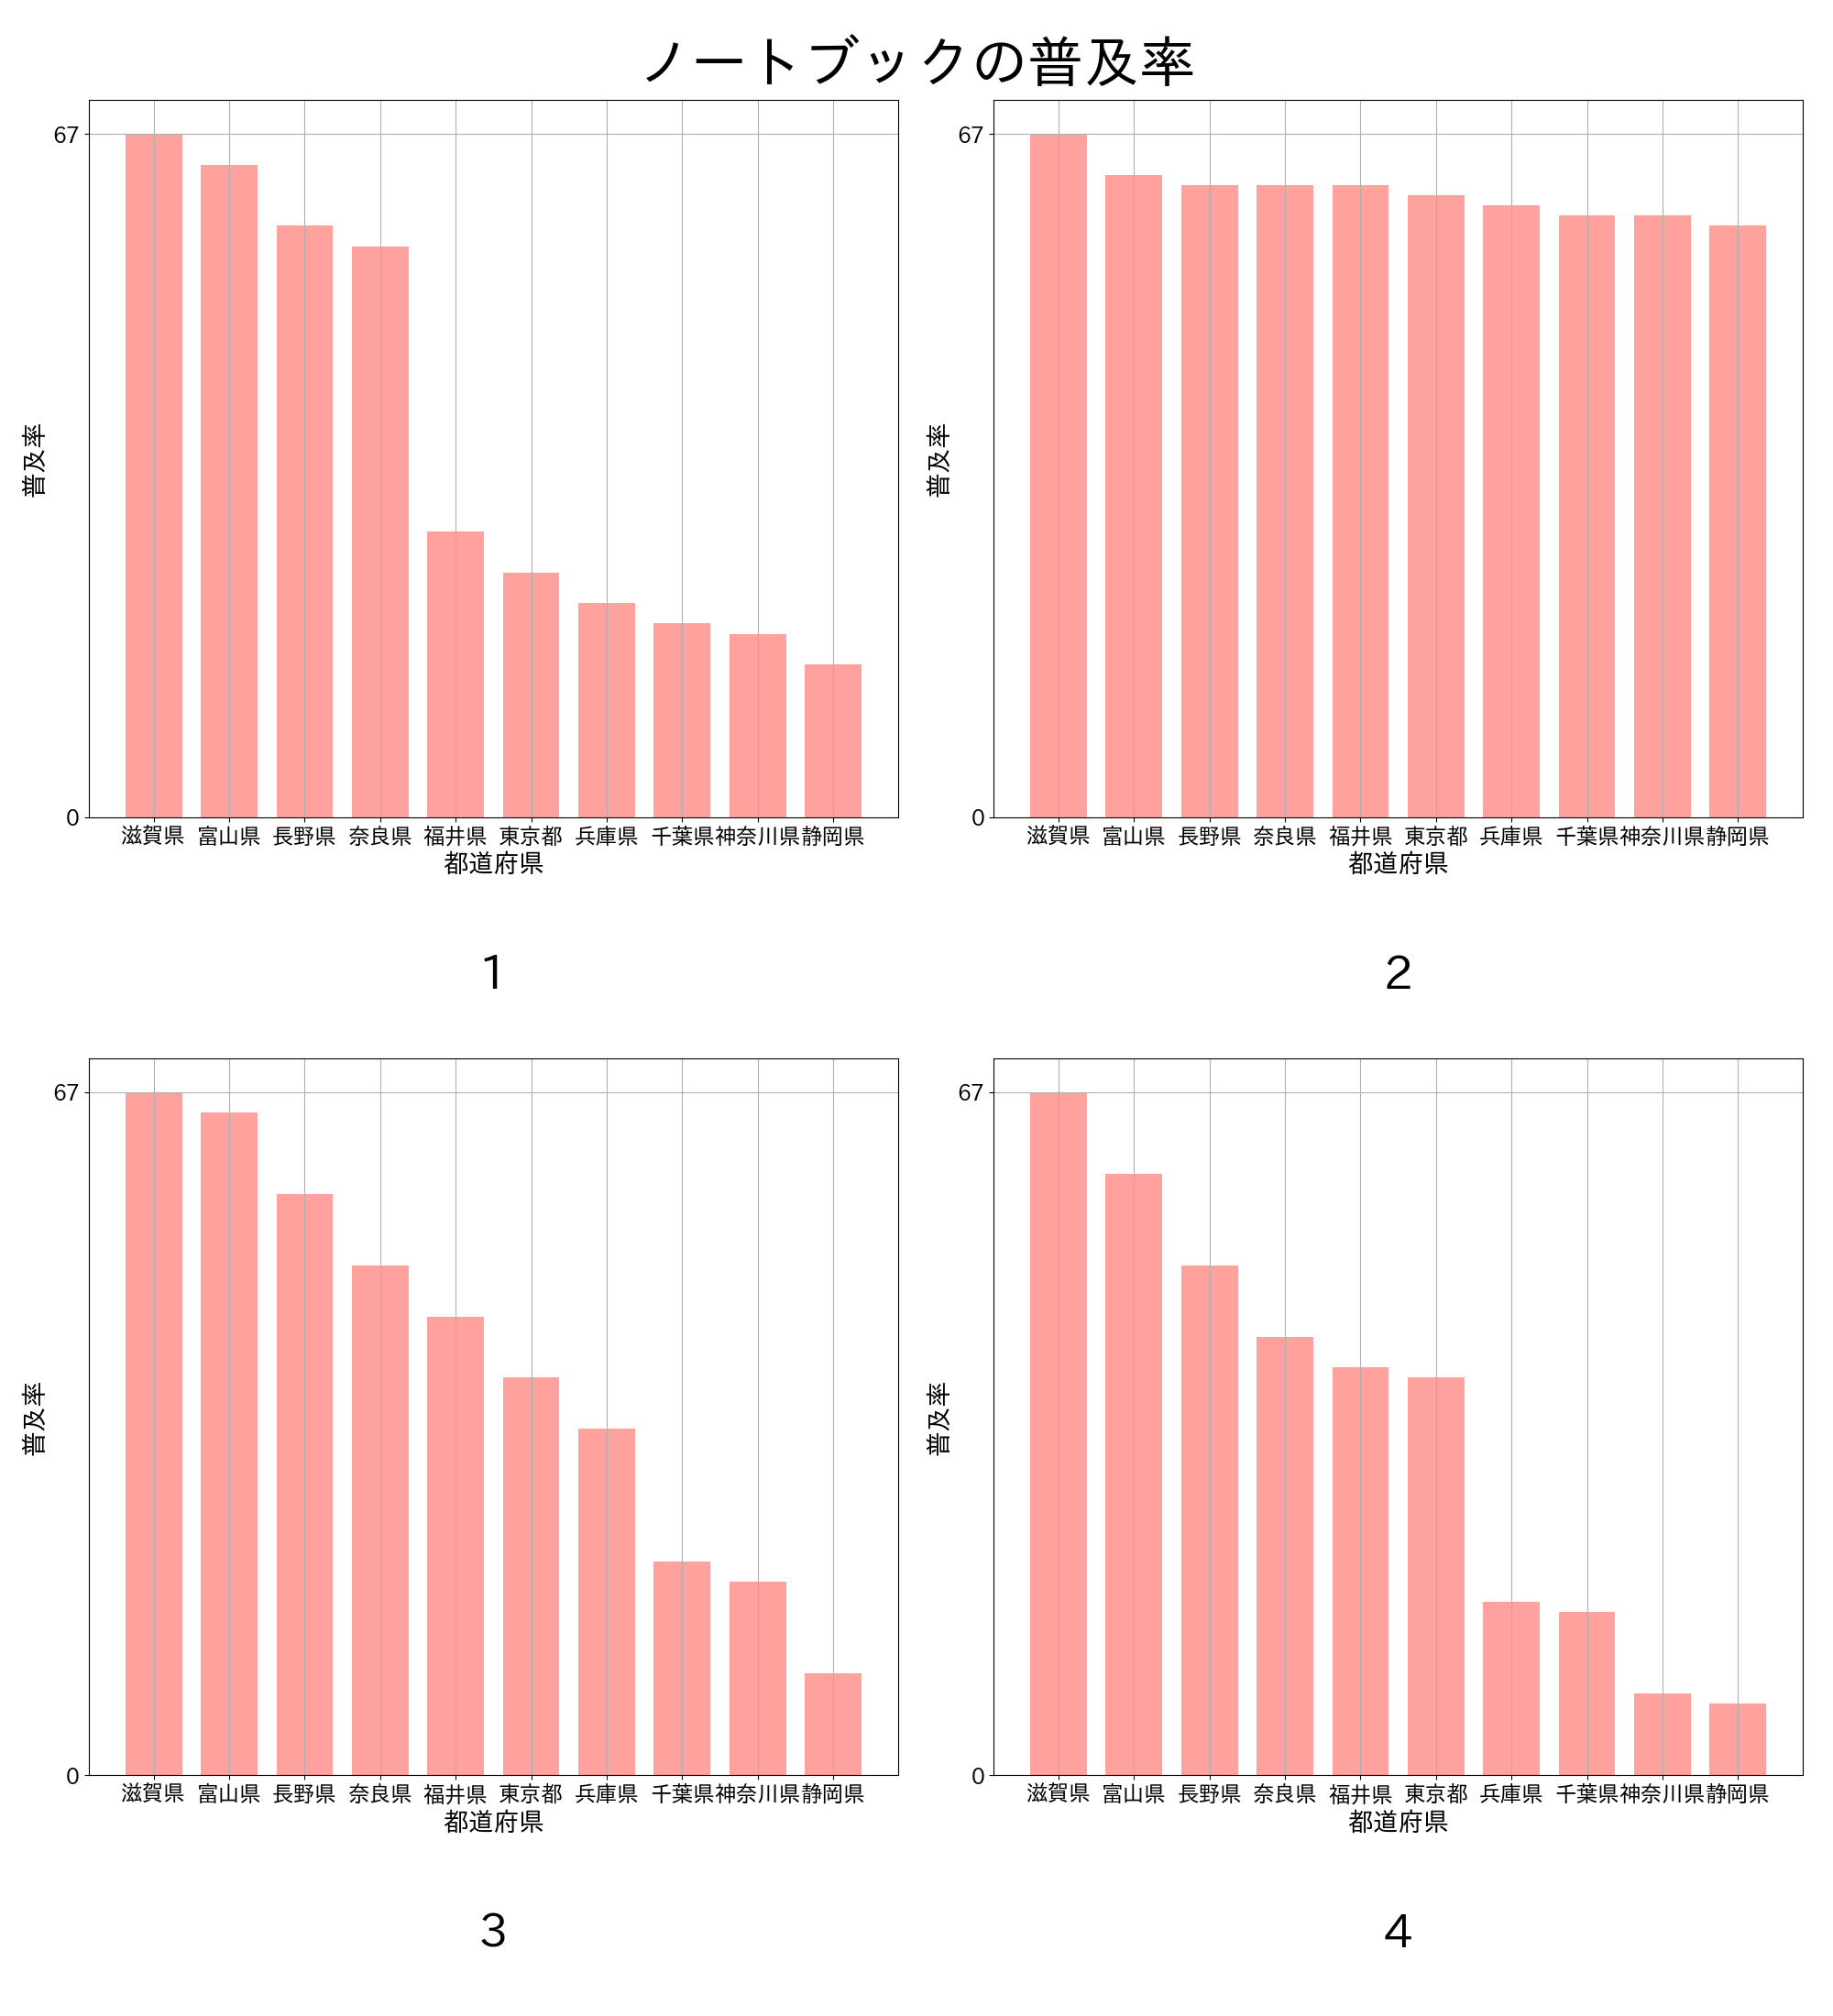 ノートブックの普及率
67
普及率
0
滋賀県 富山県 長野県 奈良県 福井県 東京都 兵庫県 千葉県 神奈川県 静岡県
都道府県
1
67
普及率
0
滋賀県 富山県 長野県 奈良県 福井県 東京都 兵庫県 千葉県 神奈川県 静岡県
都道府県
2
67
普及率
0
滋賀県 富山県 長野県 奈良県 福井県 東京都 兵庫県 千葉県 神奈川県 静岡県
都道府県
3
67
普及率
0
滋賀県 富山県 長野県 奈良県 福井県 東京都 兵庫県 千葉県 神奈川県 静岡県
都道府県
4